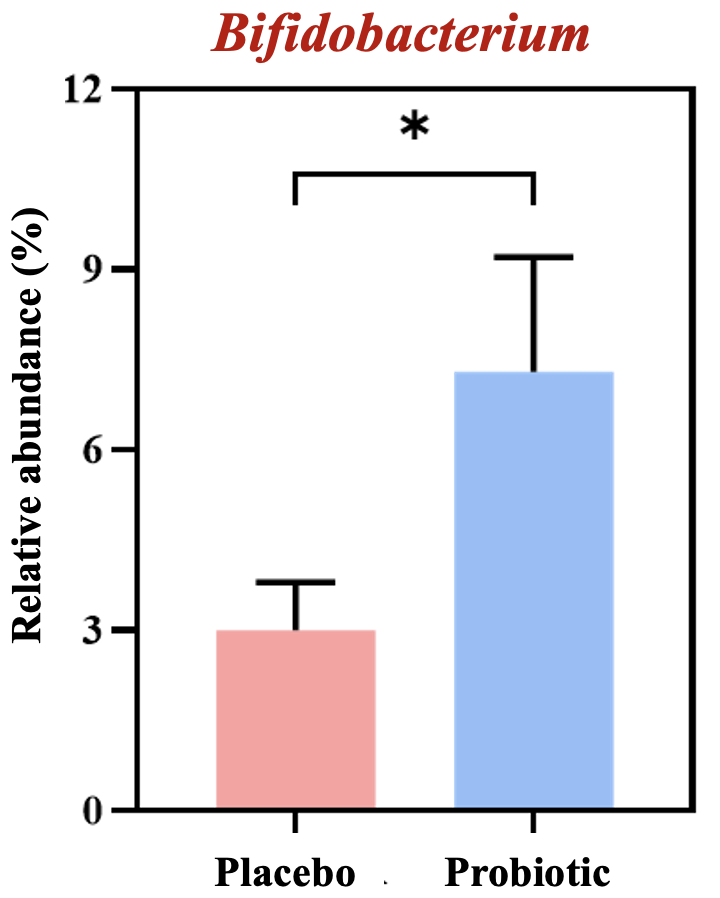 Bifidobacterium
12
*
9
6
3
0
Relative abundance (%)
Placebo
Probiotic